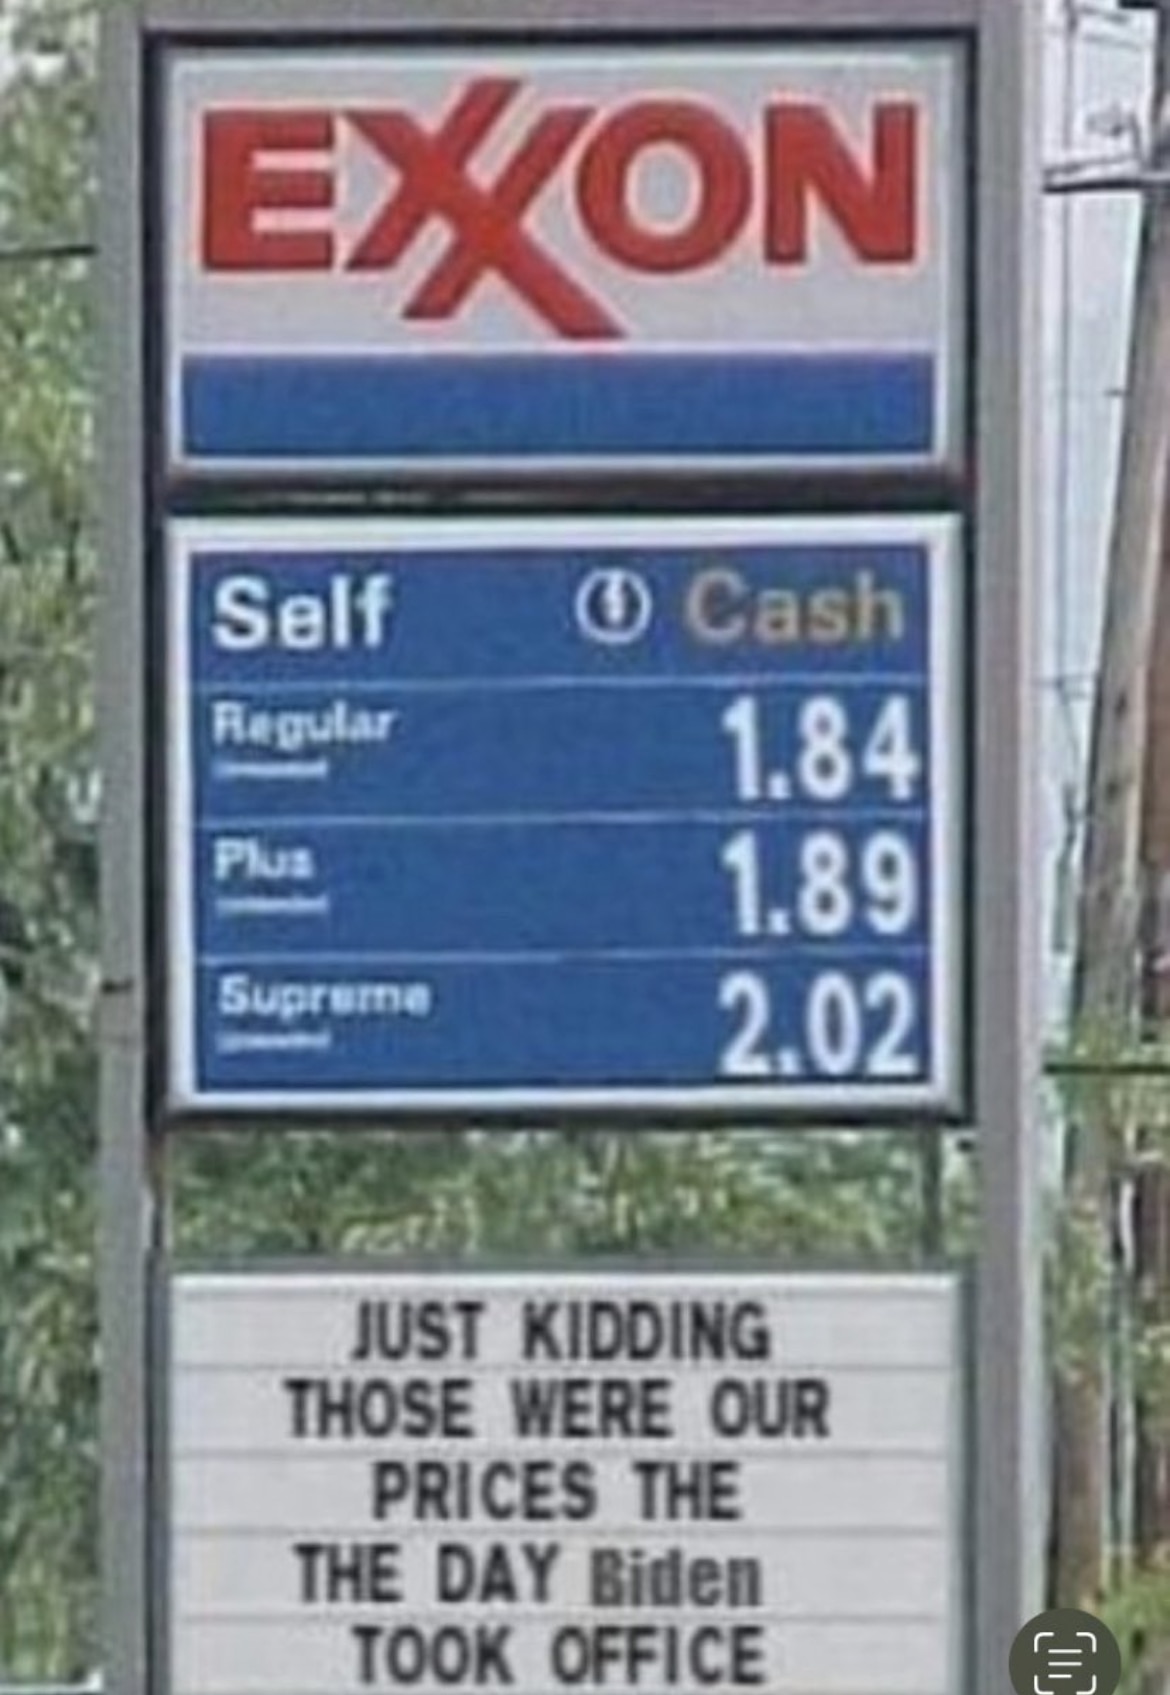 EXXON
Self Cash
Regular 1.84
Plus 1.89
Supreme 2.02
JUST KIDDING
THOSE WERE OUR
PRICES THE
THE DAY Biden
TOOK OFFICE